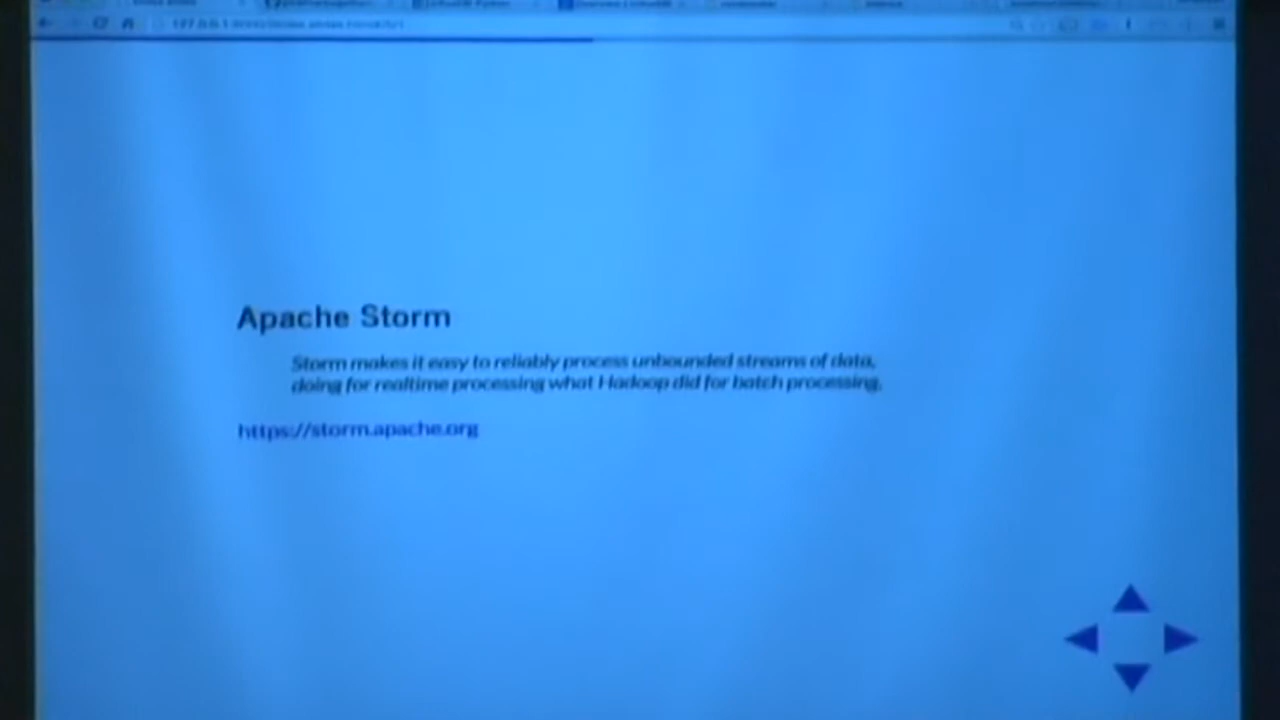 Apache Storm
Storm makes it easy to reliably process unbounded streams of data,
doing for realtime processing what Hadoop did for batch processing.
https://storm.apache.org